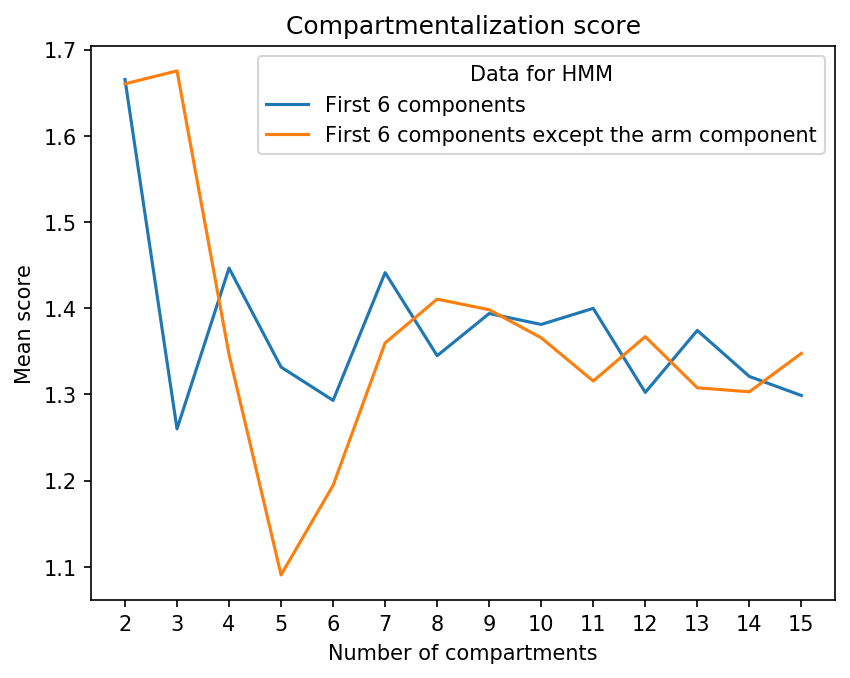 Compartmentalization score
Data for HMM
First 6 components
First 6 components except the arm component
Mean score
1.7
1.6
1.5
1.4
1.3
1.2
1.1
2 3 4 5 6 7 8 9 10 11 12 13 14 15
Number of compartments